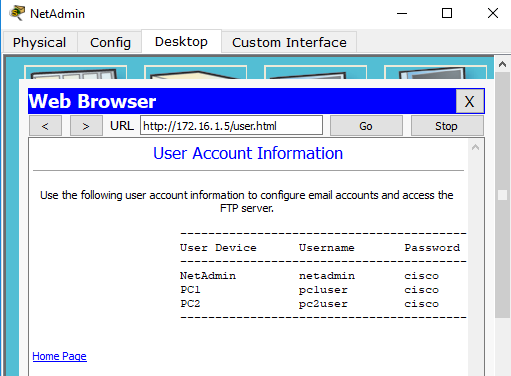 NetAdmin
Physical Config Desktop Custom Interface
Web Browser X
< > URL http://172.16.1.5/user.html Go Stop
User Account Information
Use the following user account information to configure email accounts and access the
FTP server.
-----------------------------------------
User Device Username Password
-----------------------------------------
NetAdmin netadmin cisco
PC1 pc1user cisco
PC2 pc2user cisco
-----------------------------------------
Home Page